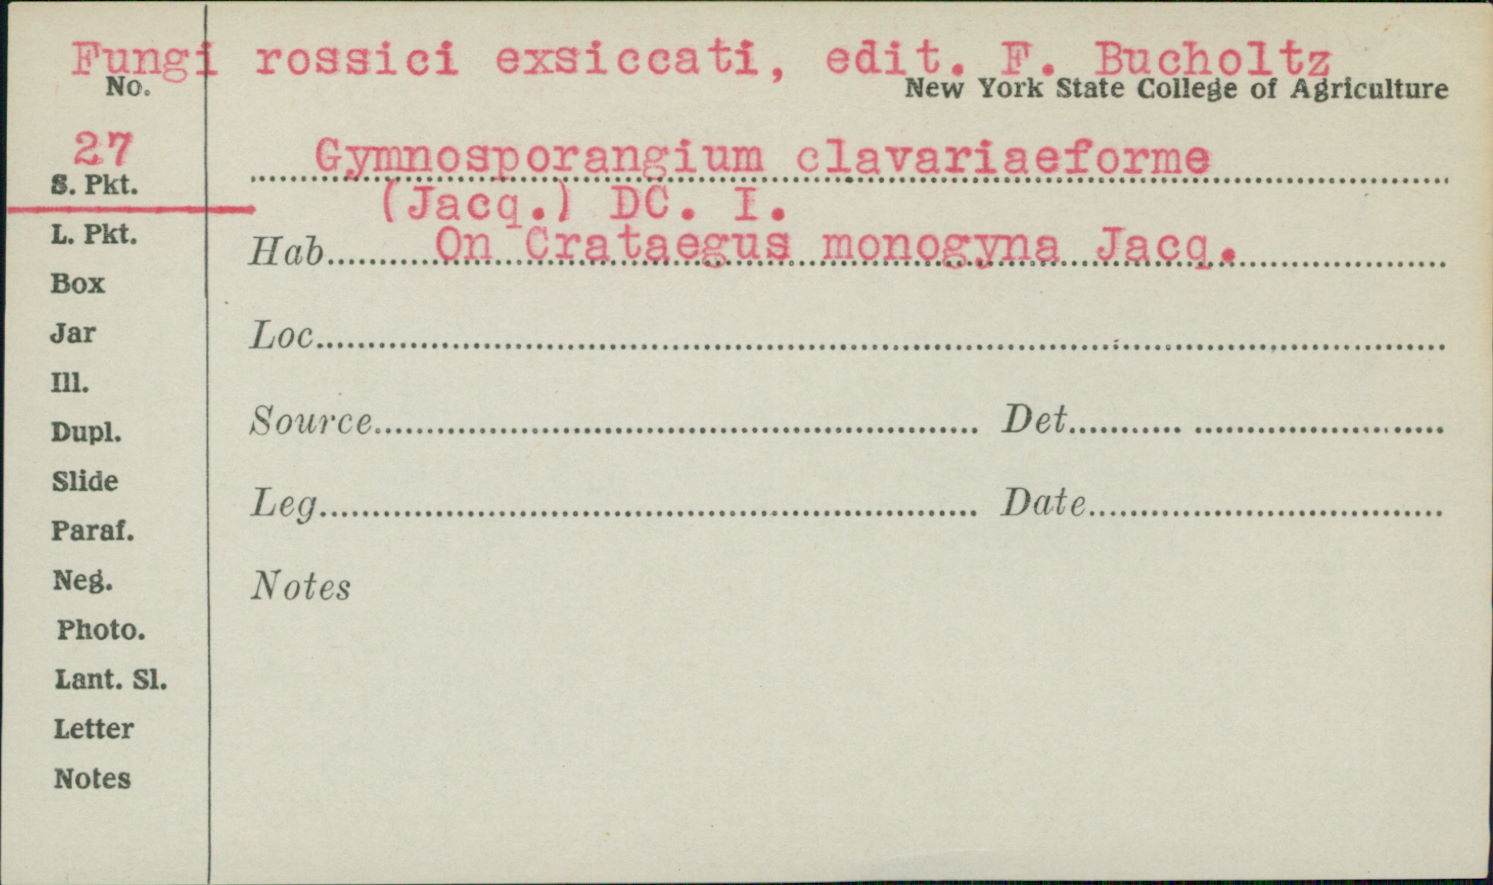 Fungi rossici exsiccati, edit. F. Bucholtz
No.
New York State College of Agriculture
27
Gymnosporangium clavariaeforme
S. Pkt.
(Jacq.) DC. I.
L. Pkt.
Hab. On Crataegus monogyna Jacq.
Box
Jar
Loc.
Ill.
Dupl.
Source Det.
Slide
Leg. Date
Paraf.
Neg.
Notes
Photo.
Lant. Sl.
Letter
Notes